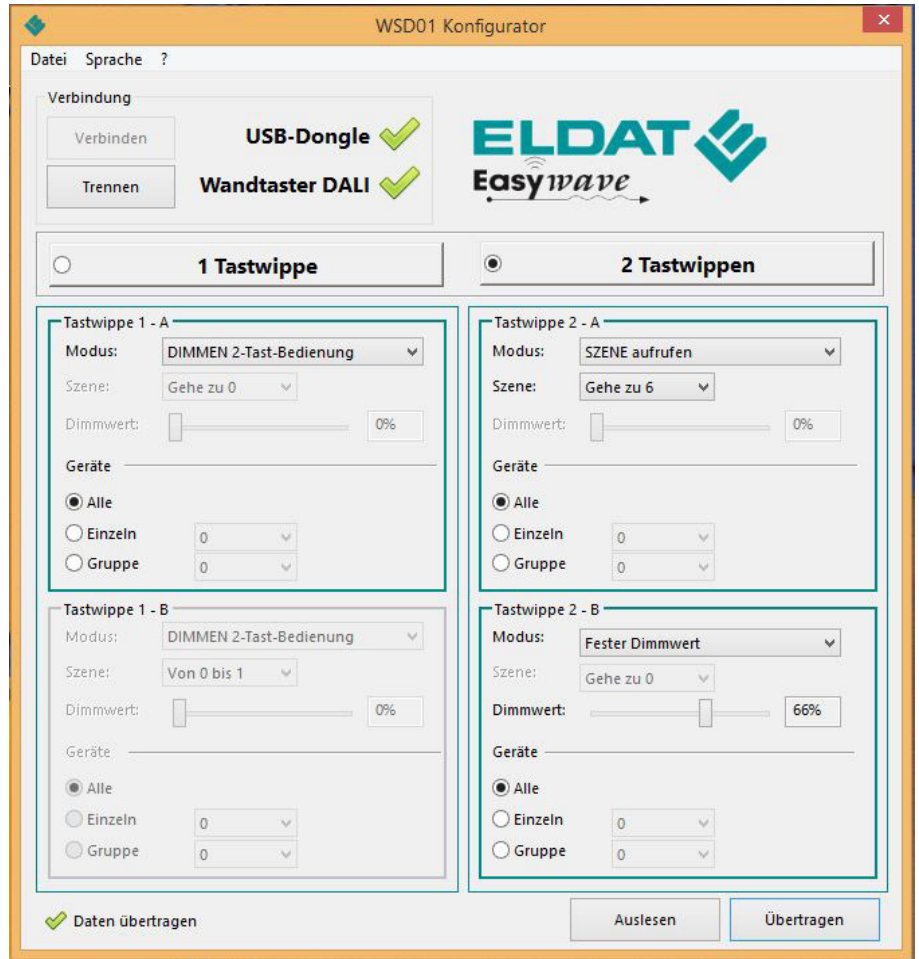 WSD01 Konfigurator
Datei Sprache ?
Verbindung
Verbinden
USB-Dongle
Trennen
Wandtaster DALI
ELDAT
Easywave
1 Tastwippe
2 Tastwippen
Tastwippe 1 - A
Modus: DIMMEN 2-Tast-Bedienung
Szene: Gehe zu 0
Dimmwert: 0%
Geräte
Alle
Einzeln 0
Gruppe 0
Tastwippe 1 - B
Modus: DIMMEN 2-Tast-Bedienung
Szene: Von 0 bis 1
Dimmwert: 0%
Geräte
Alle
Einzeln 0
Gruppe 0
Tastwippe 2 - A
Modus: SZENE aufrufen
Szene: Gehe zu 6
Dimmwert: 0%
Geräte
Alle
Einzeln 0
Gruppe 0
Tastwippe 2 - B
Modus: Fester Dimmwert
Szene: Gehe zu 0
Dimmwert: 66%
Geräte
Alle
Einzeln 0
Gruppe 0
Daten übertragen
Auslesen
Übertragen